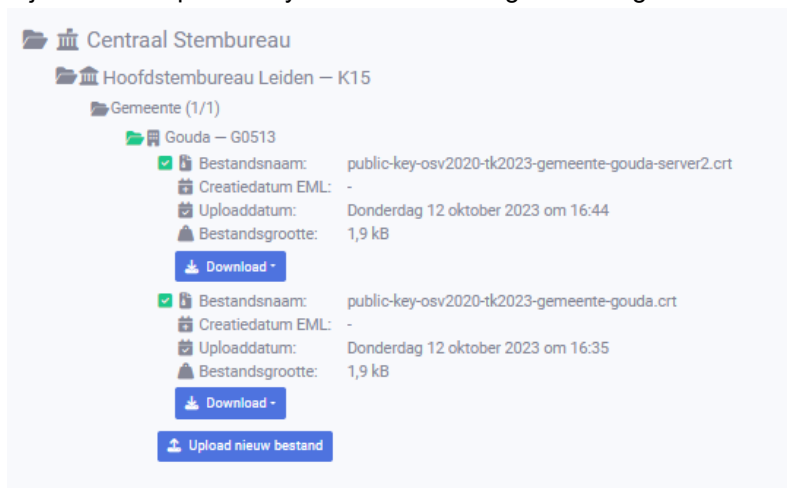 Centraal Stembureau
Hoofdstembureau Leiden – K15
Gemeente (1/1)
Gouda – G0513
Bestandsnaam: public-key-osv2020-tk2023-gemeente-gouda-server2.crt
Creatiedatum EML: -
Uploaddatum: Donderdag 12 oktober 2023 om 16:44
Bestandsgrootte: 1,9 kB
Download
Bestandsnaam: public-key-osv2020-tk2023-gemeente-gouda.crt
Creatiedatum EML: -
Uploaddatum: Donderdag 12 oktober 2023 om 16:35
Bestandsgrootte: 1,9 kB
Download
Upload nieuw bestand